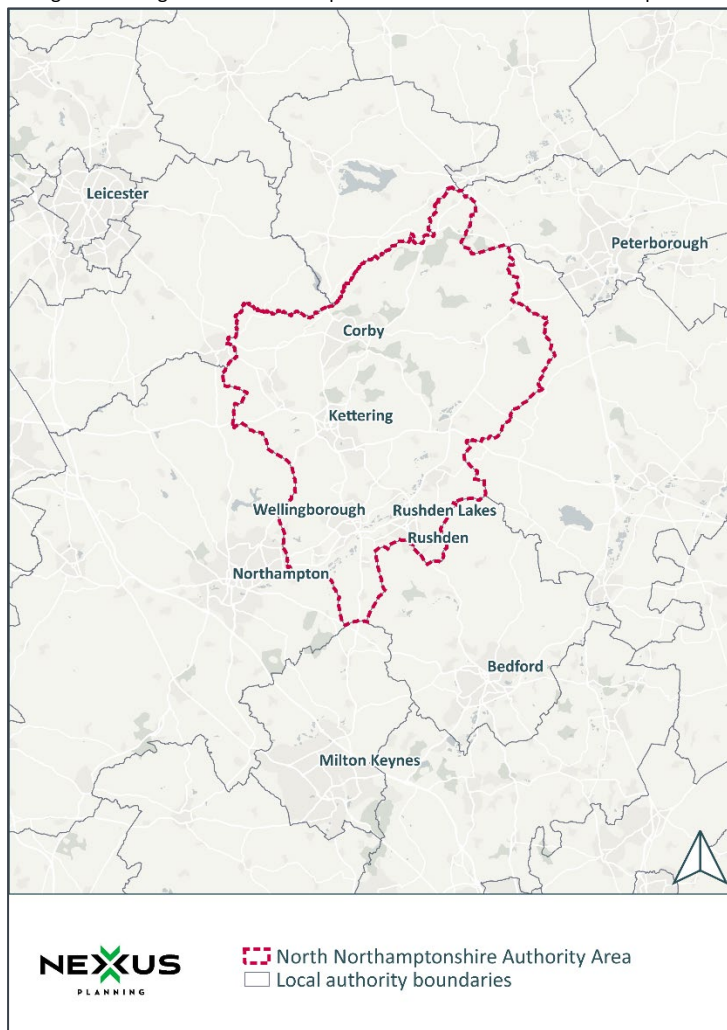 Leicester
Peterborough
Corby
Kettering
Wellingborough
Rushden Lakes
Rushden
Northampton
Bedford
Milton Keynes
NEXUS
PLANNING
North Northamptonshire Authority Area
Local authority boundaries